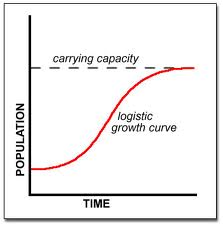 carrying capacity
logistic
growth curve
POPULATION
TIME